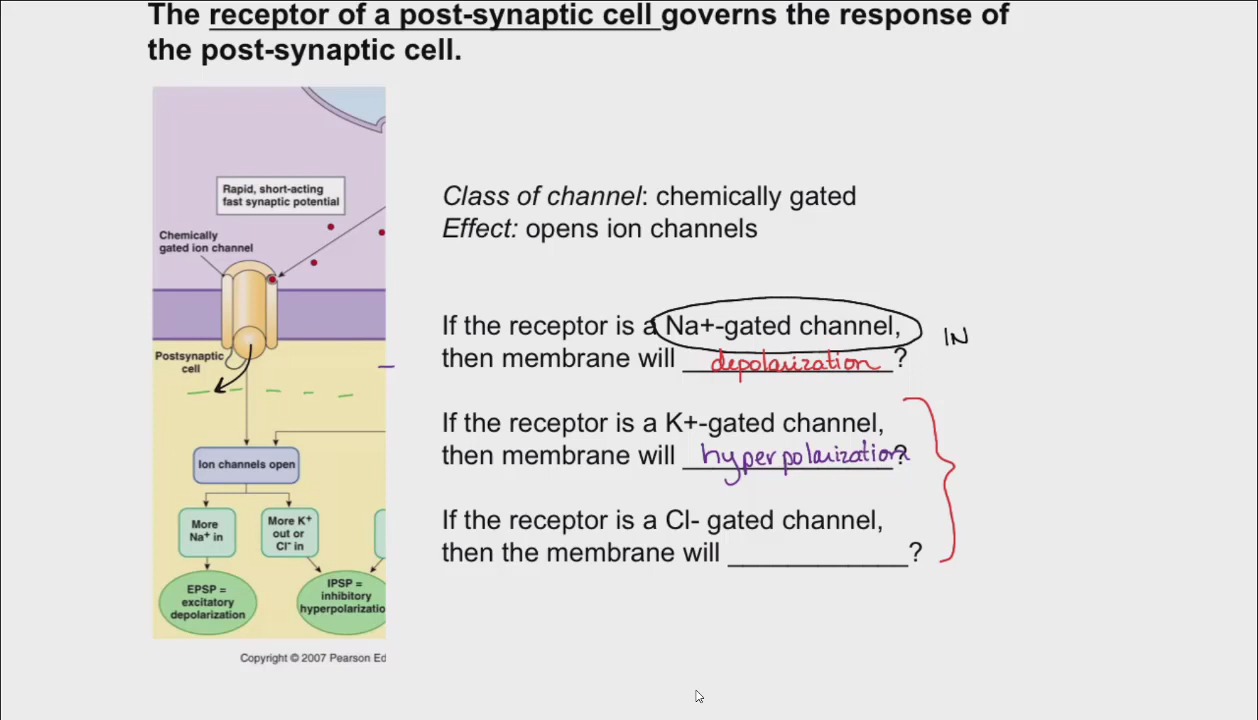 The receptor of a post-synaptic cell governs the response of
the post-synaptic cell.
Rapid, short-acting
fast synaptic potential
Chemically
gated ion channel
Postsynaptic
cell
Ion channels open
More
Na+ in
More K+
out or
Cl- in
EPSP =
excitatory
depolarization
IPSP =
inhibitory
hyperpolarizatio
Copyright © 2007 Pearson Ed
Class of channel: chemically gated
Effect: opens ion channels
If the receptor is a Na+-gated channel,
IN
then membrane will depolarization ?
If the receptor is a K+-gated channel,
then membrane will hyperpolarization ?
If the receptor is a Cl- gated channel,
then the membrane will ____________?